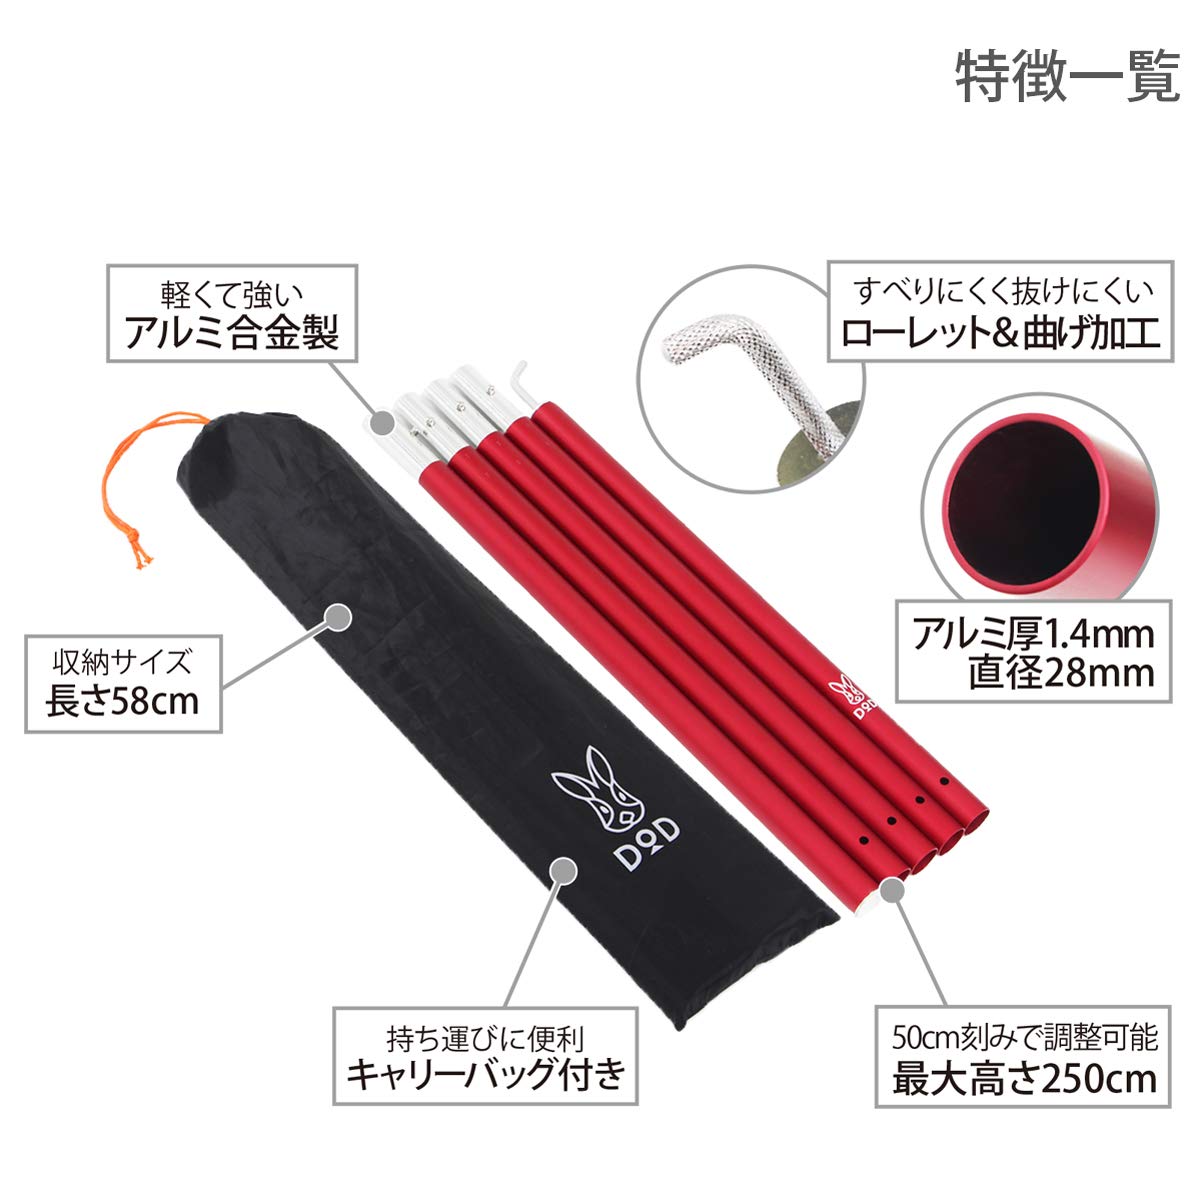 特徴一覧
軽くて強い
アルミ合金製
すべりにくく抜けにくい
ローレット&曲げ加工
アルミ厚1.4mm
直径28mm
収納サイズ
長さ58cm
DOD
DOD
持ち運びに便利
キャリーバッグ付き
50cm刻みで調整可能
最大高さ250cm